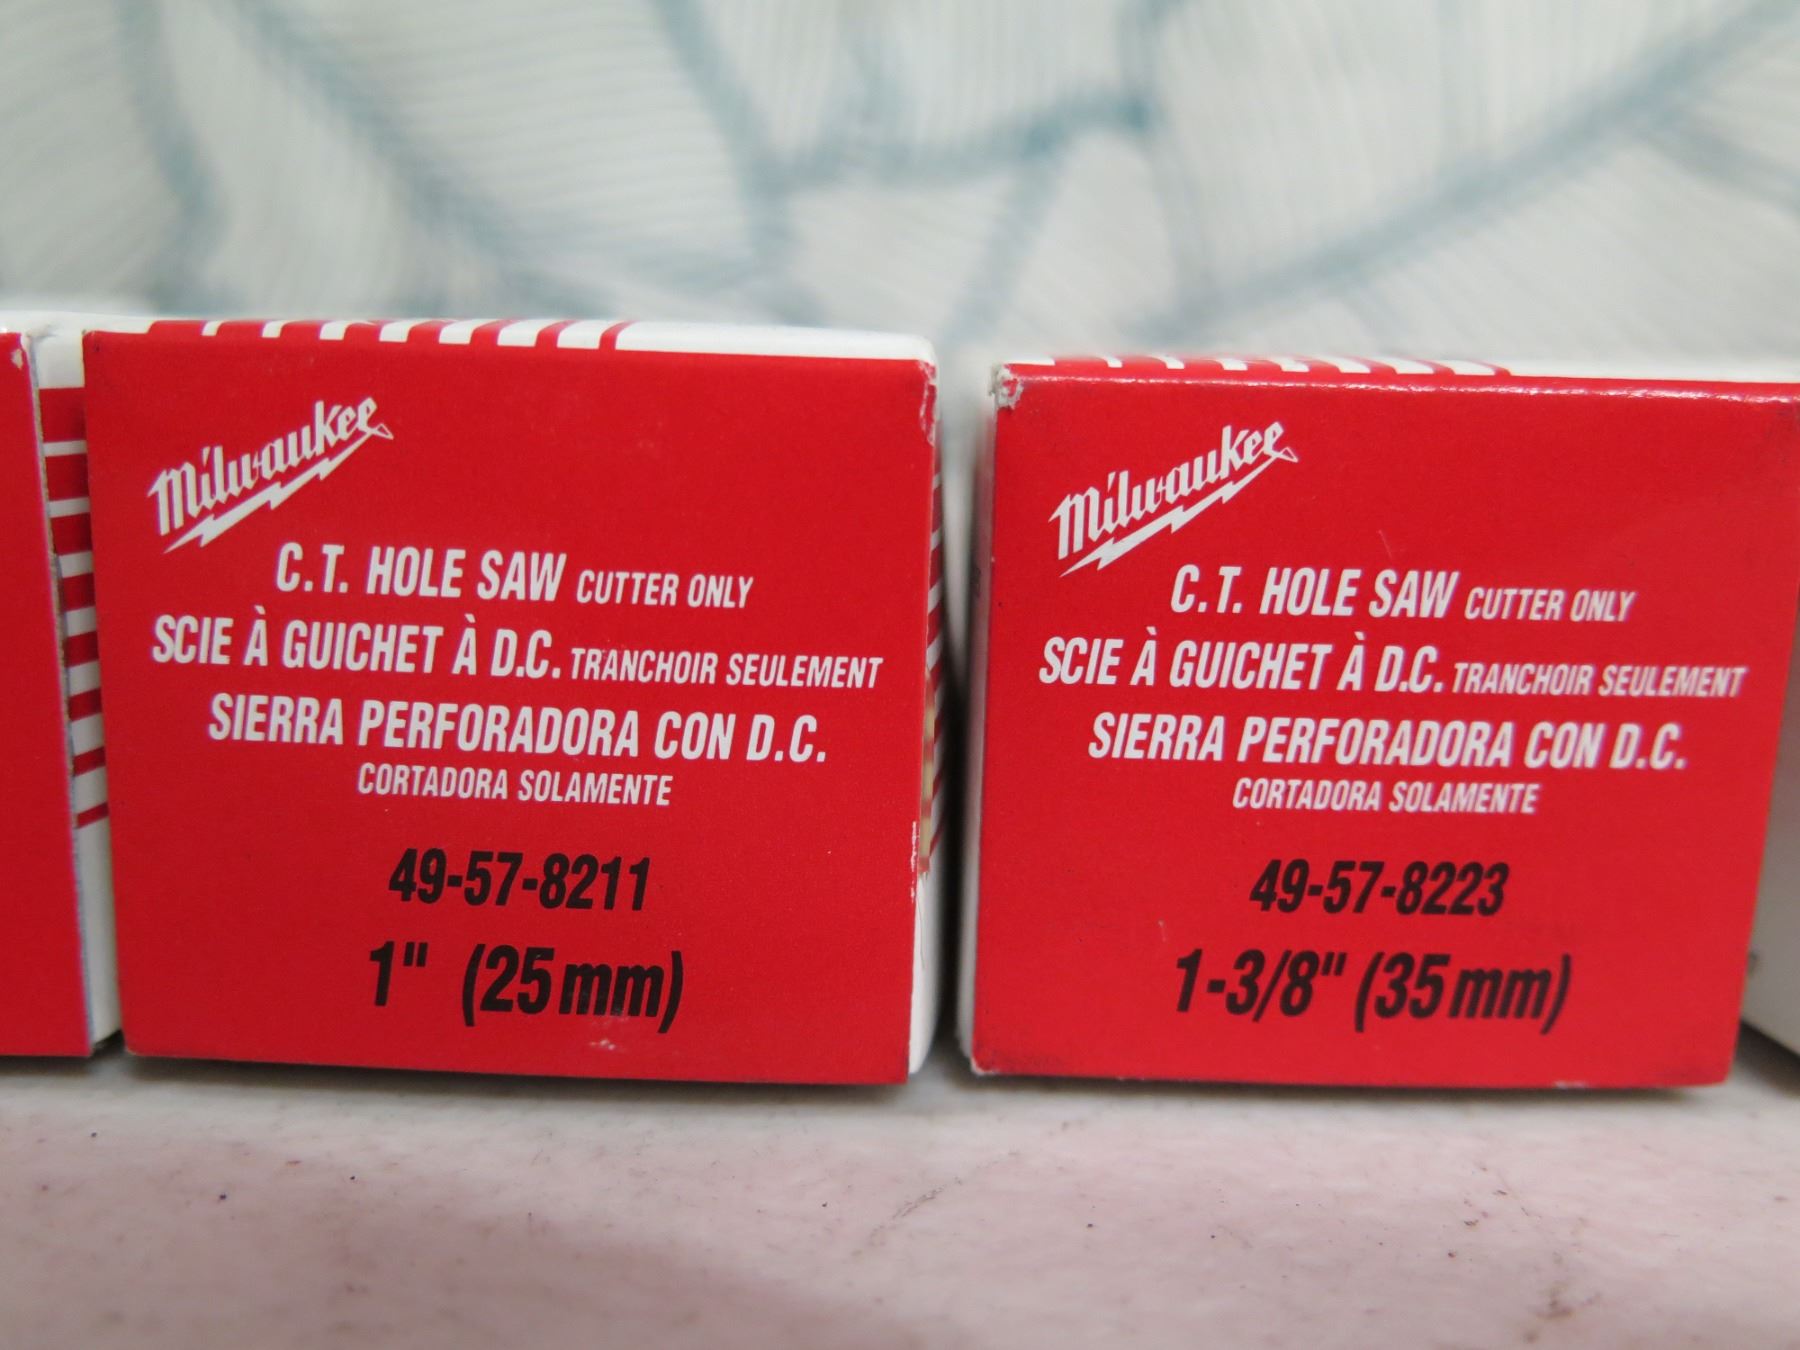 Milwaukee
C.T. HOLE SAW CUTTER ONLY
SCIE À GUICHET À D.C. TRANCHOIR SEULEMENT
SIERRA PERFORADORA CON D.C.
CORTADORA SOLAMENTE
49-57-8211
1" (25mm)
Milwaukee
C.T. HOLE SAW CUTTER ONLY
SCIE À GUICHET À D.C. TRANCHOIR SEULEMENT
SIERRA PERFORADORA CON D.C.
CORTADORA SOLAMENTE
49-57-8223
1-3/8" (35mm)